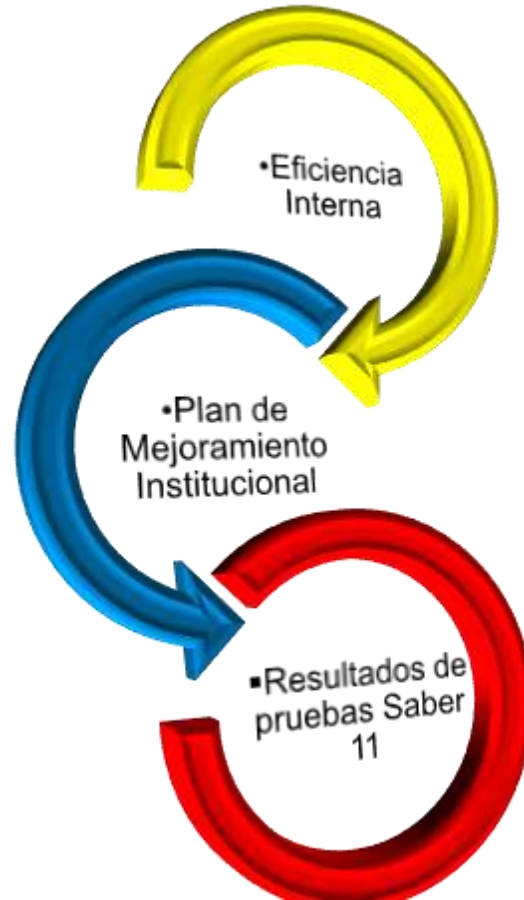 •Eficiencia
Interna
•Plan de
Mejoramiento
Institucional
▪Resultados de
pruebas Saber
11